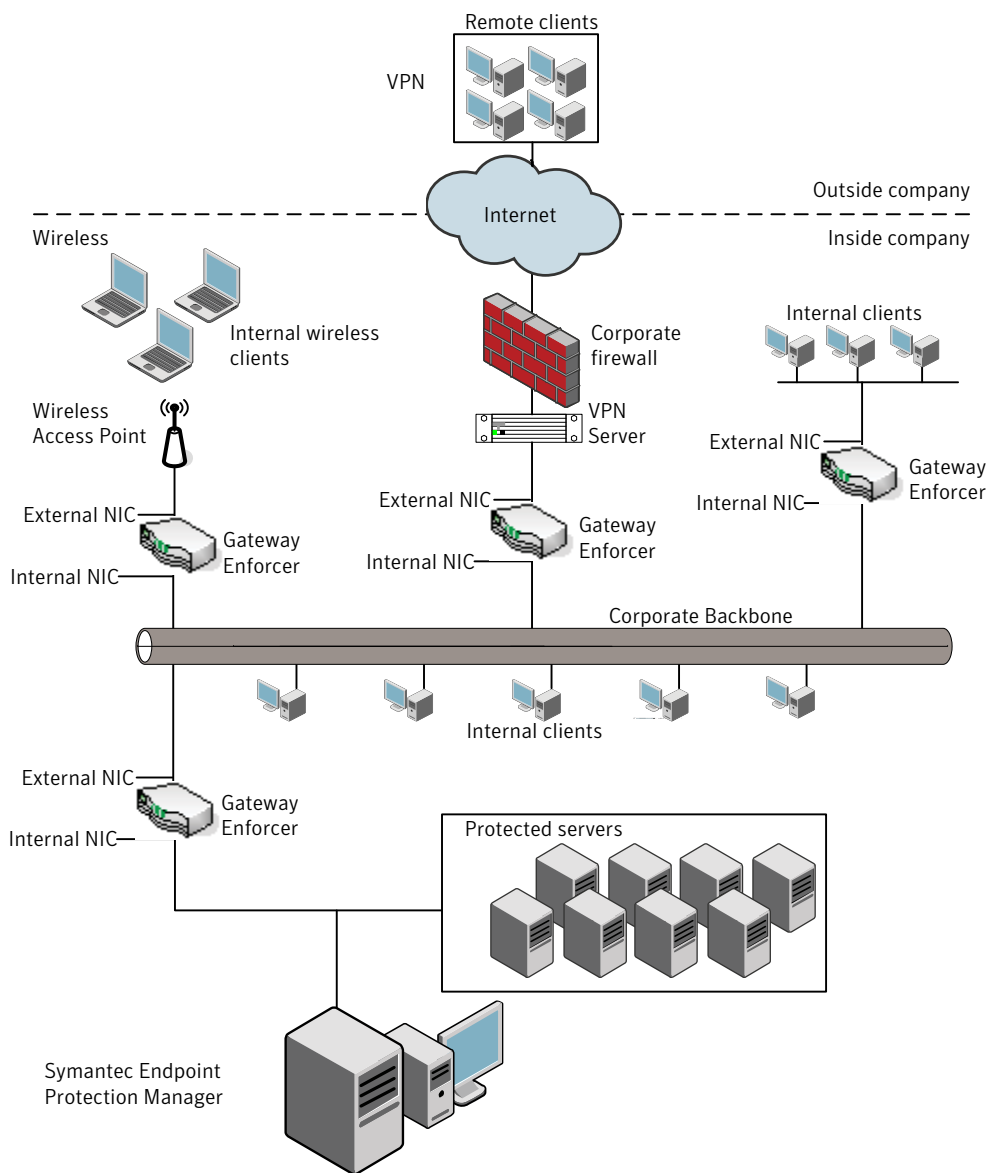 Remote clients
VPN
Internet
Outside company
Wireless
Inside company
Internal wireless
clients
Corporate
firewall
Internal clients
Wireless
Access Point
VPN
Server
External NIC
Gateway
Enforcer
Internal NIC
External NIC
Gateway
Enforcer
Internal NIC
External NIC
Gateway
Enforcer
Internal NIC
Corporate Backbone
Internal clients
External NIC
Gateway
Enforcer
Internal NIC
Protected servers
Symantec Endpoint
Protection Manager